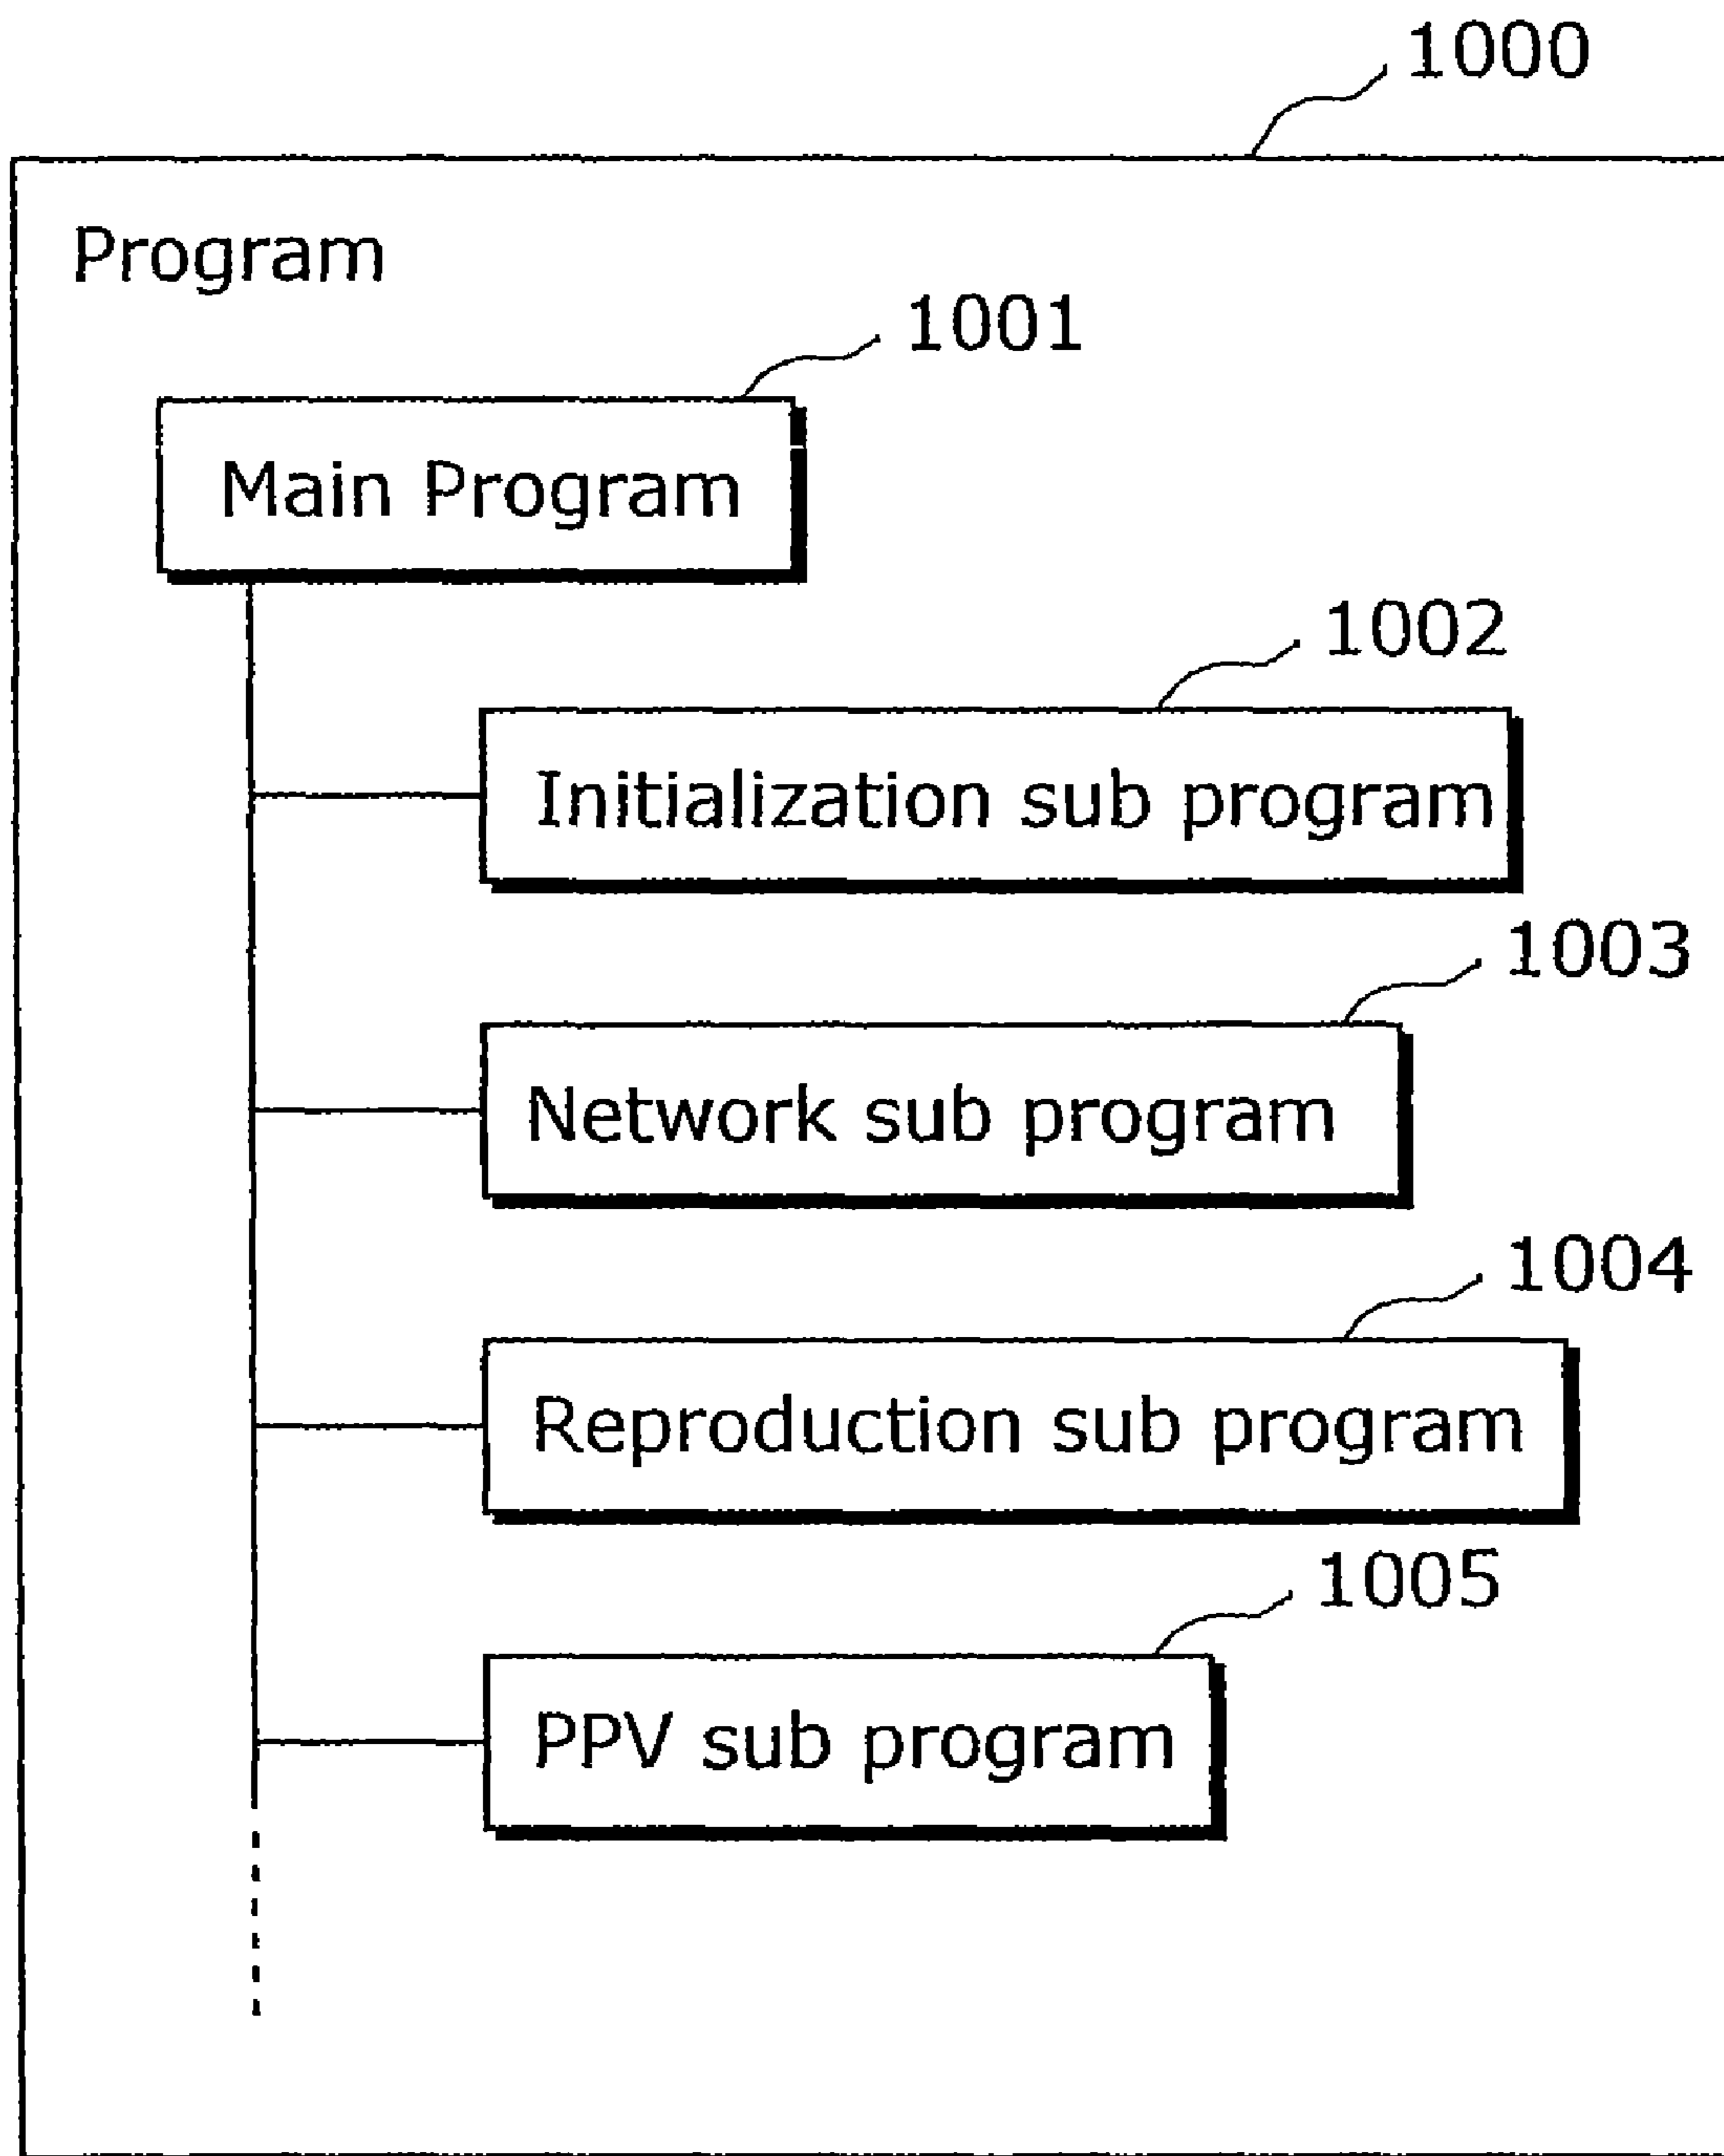 1000
Program
1001
Main Program
1002
Initialization sub program
1003
Network sub program
1004
Reproduction sub program
1005
PPV sub program